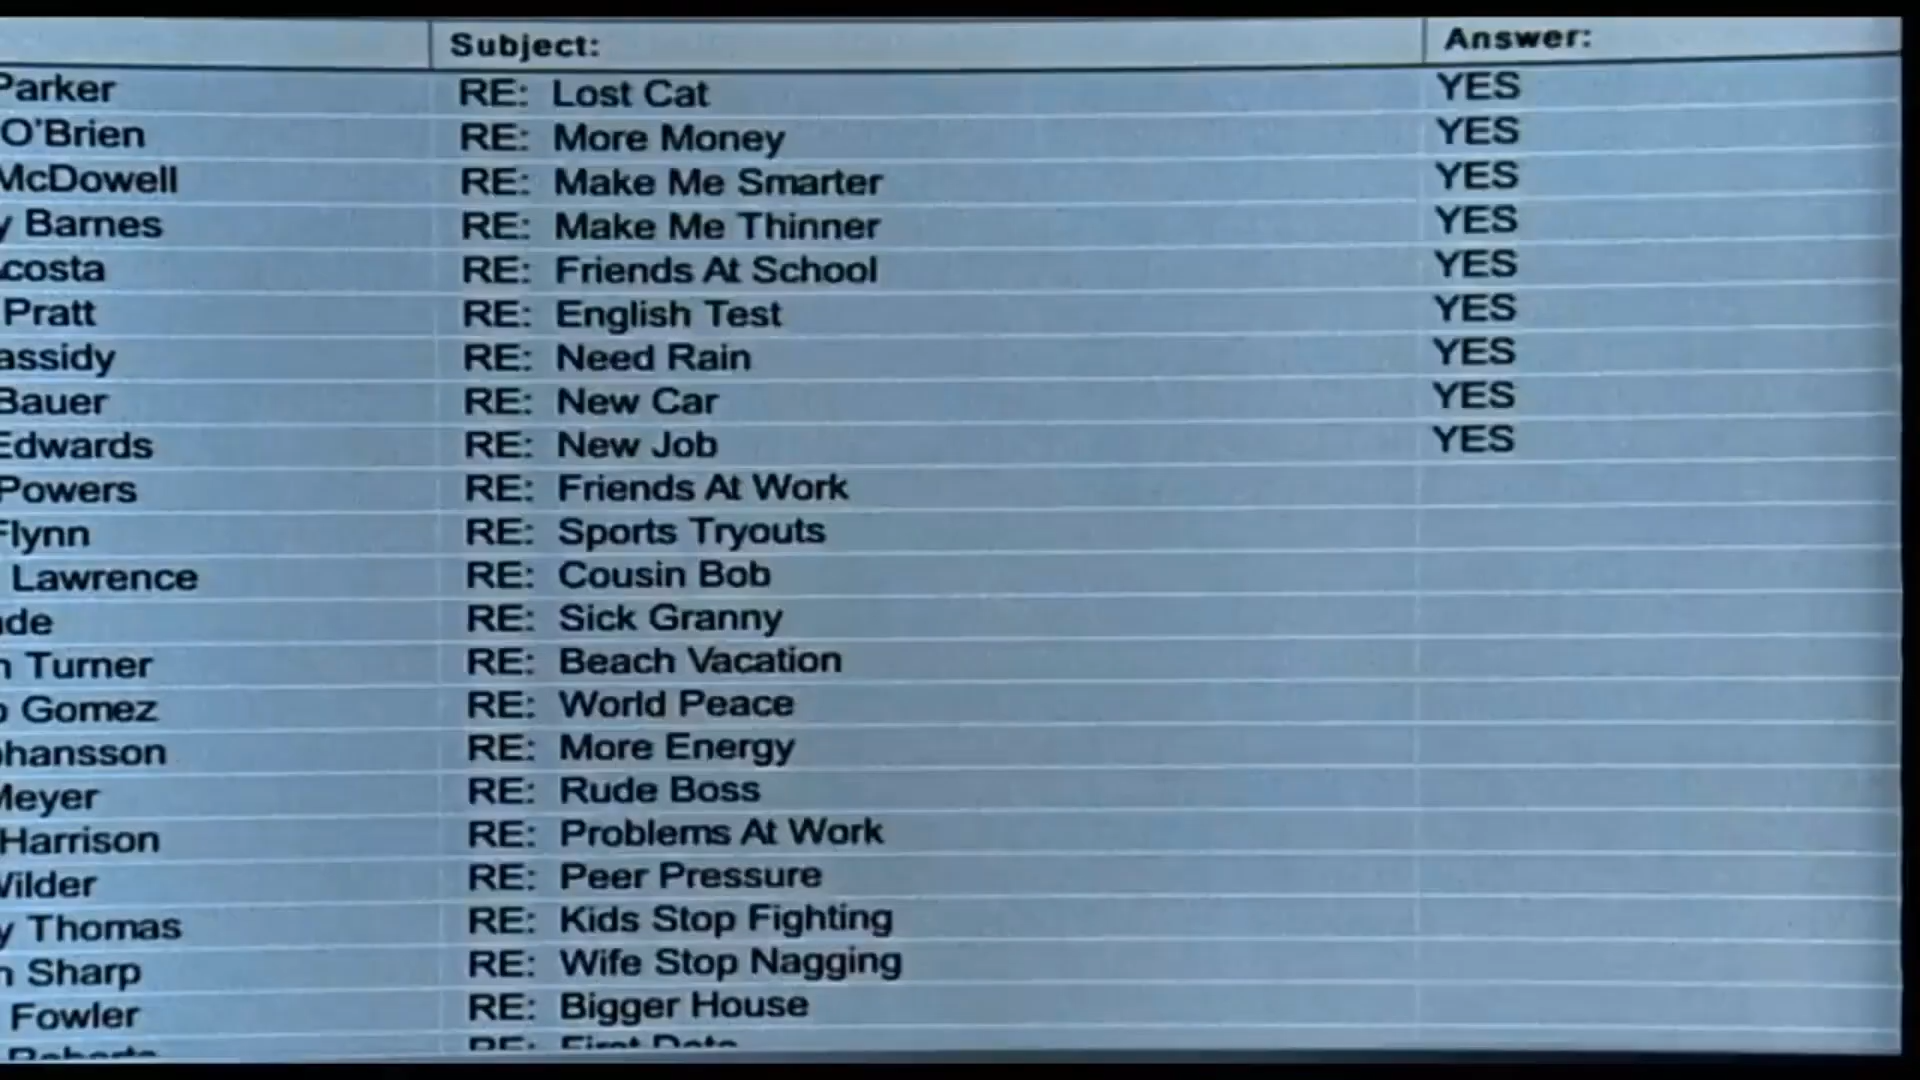 Subject: Answer:
Parker RE: Lost Cat YES
O'Brien RE: More Money YES
McDowell RE: Make Me Smarter YES
y Barnes RE: Make Me Thinner YES
costa RE: Friends At School YES
Pratt RE: English Test YES
assidy RE: Need Rain YES
Bauer RE: New Car YES
Edwards RE: New Job YES
Powers RE: Friends At Work
Flynn RE: Sports Tryouts
Lawrence RE: Cousin Bob
de RE: Sick Granny
n Turner RE: Beach Vacation
o Gomez RE: World Peace
hansson RE: More Energy
Meyer RE: Rude Boss
Harrison RE: Problems At Work
Wilder RE: Peer Pressure
y Thomas RE: Kids Stop Fighting
n Sharp RE: Wife Stop Nagging
Fowler RE: Bigger House
RE: First Date